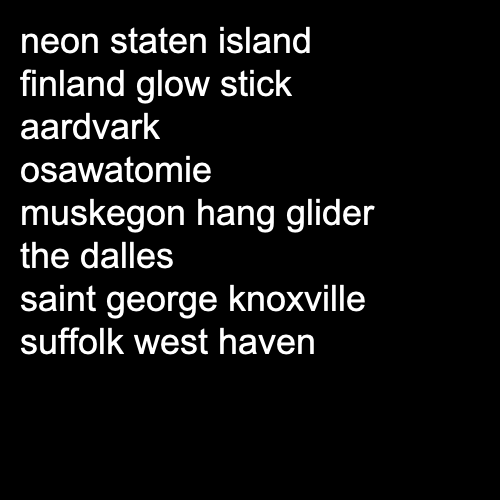 neon staten island
finland glow stick
aardvark
osawatomie
muskegon hang glider
the dalles
saint george knoxville
suffolk west haven